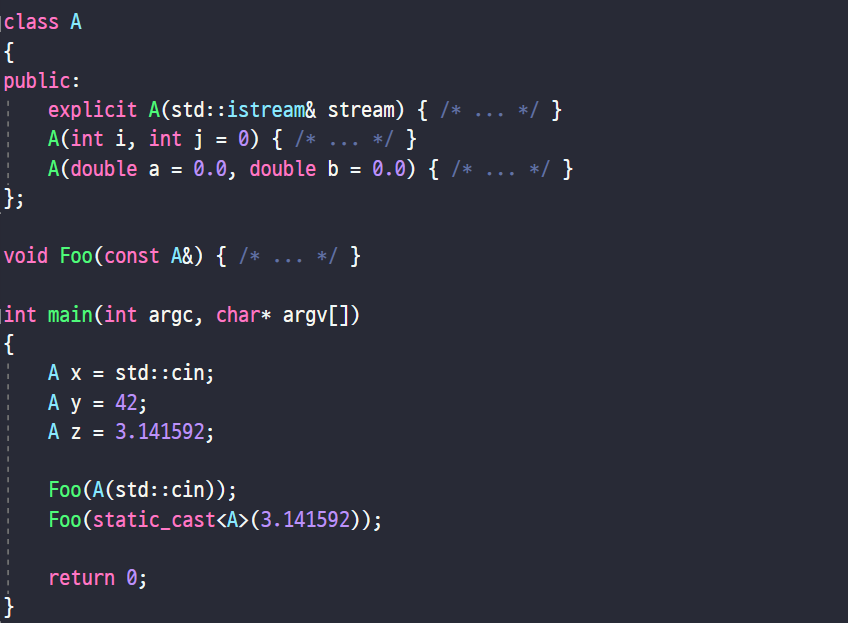 class A
{
public:
    explicit A(std::istream& stream) { /* ... */ }
    A(int i, int j = 0) { /* ... */ }
    A(double a = 0.0, double b = 0.0) { /* ... */ }
};

void Foo(const A&) { /* ... */ }

int main(int argc, char* argv[])
{
    A x = std::cin;
    A y = 42;
    A z = 3.141592;

    Foo(A(std::cin));
    Foo(static_cast<A>(3.141592));

    return 0;
}